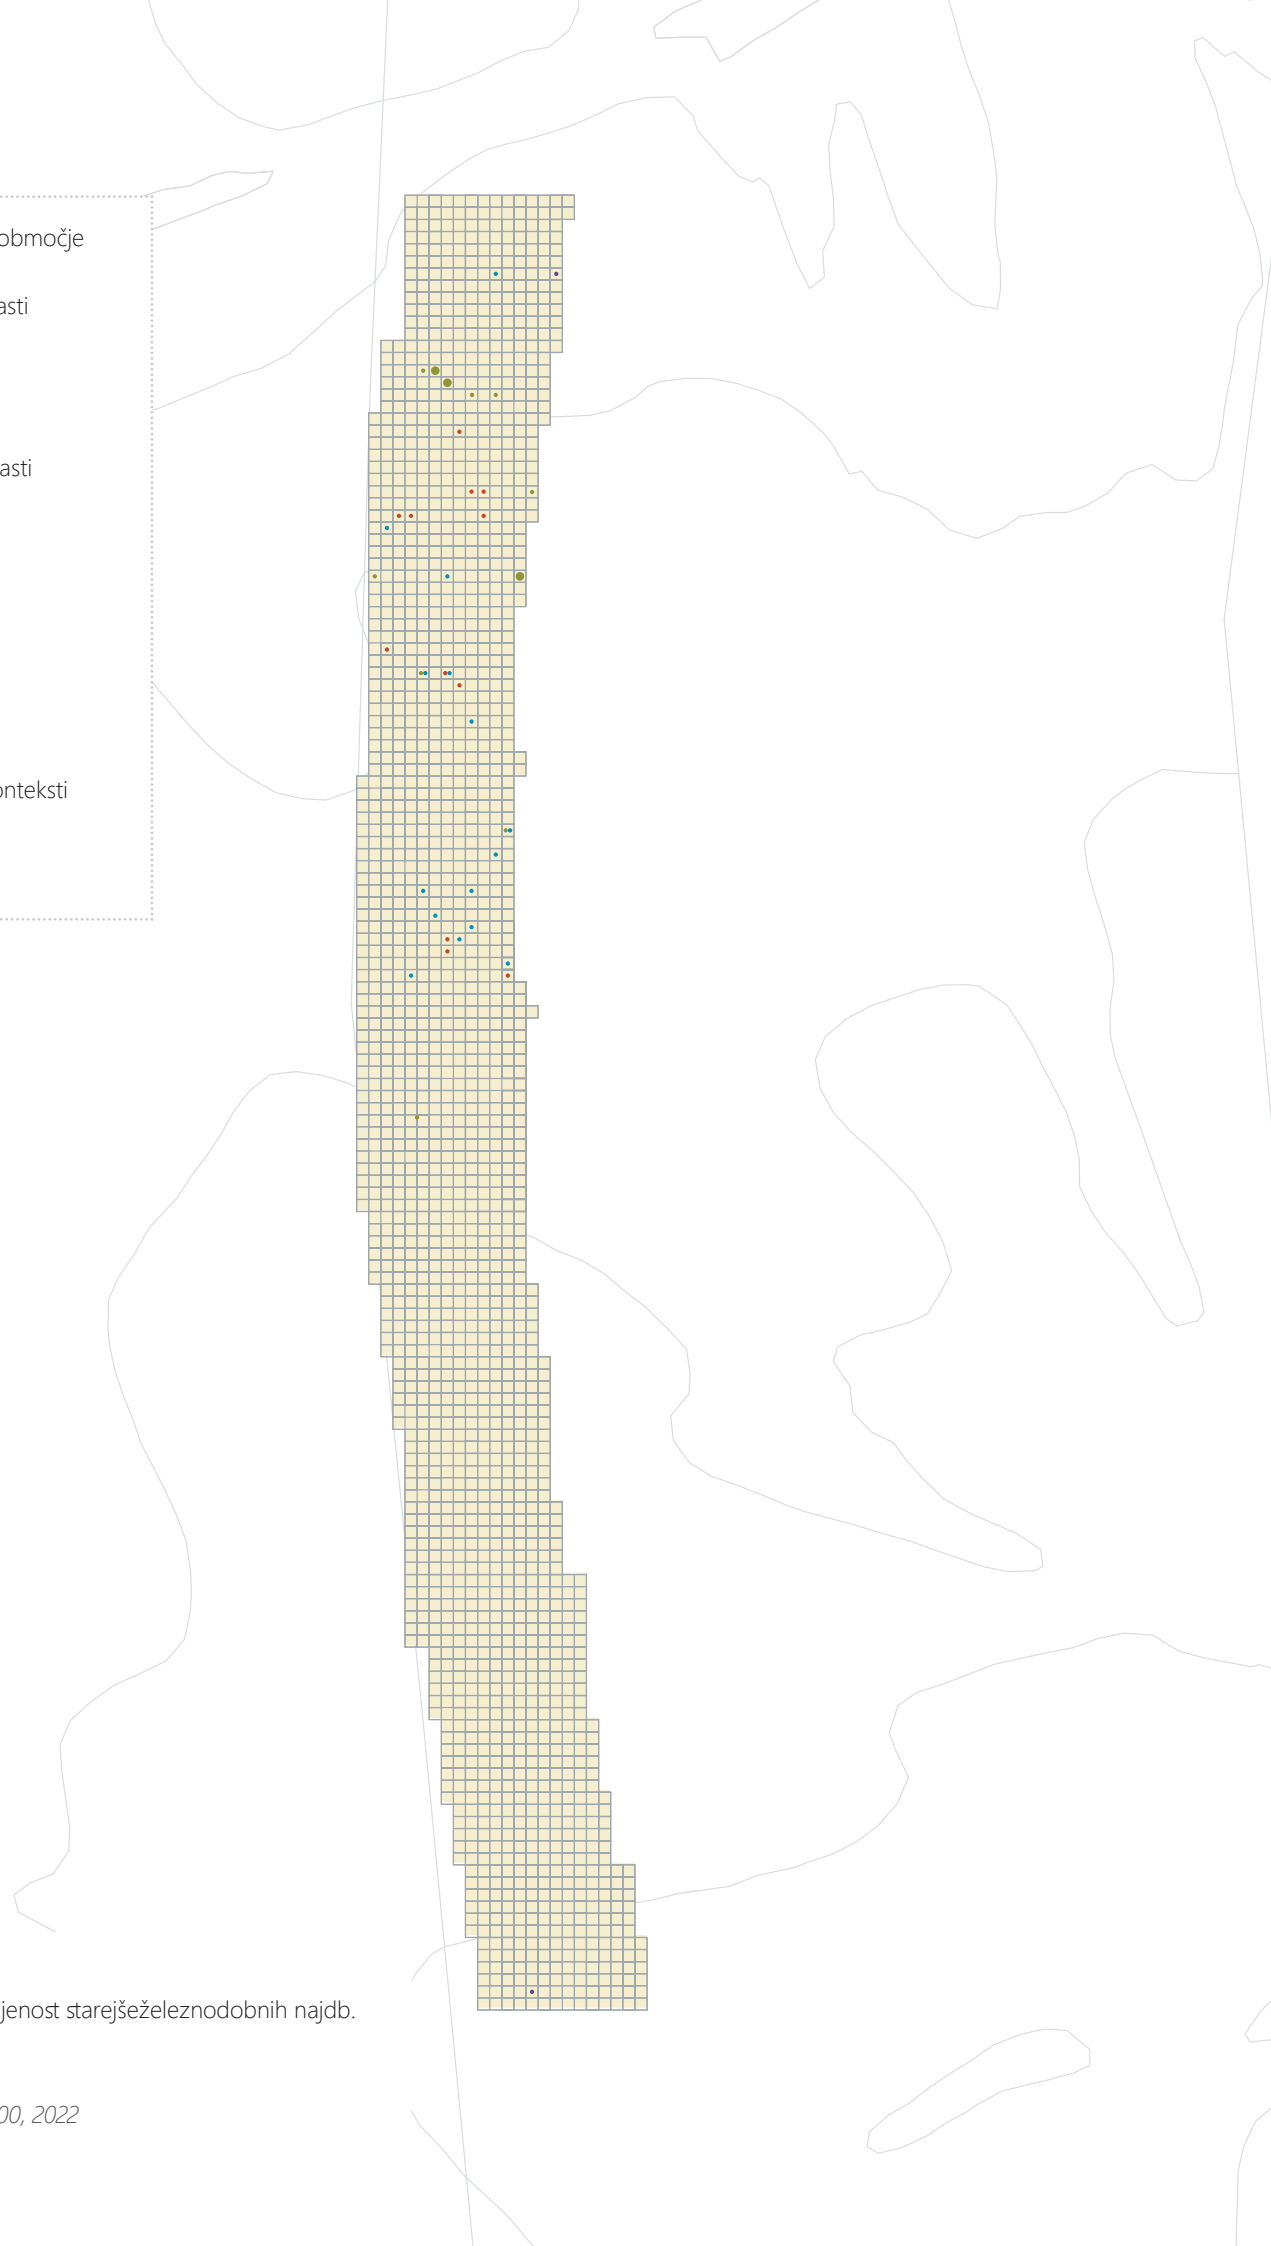 območje
asti
asti
onteksti
jenost starejšeželeznodobnih najdb.
00, 2022